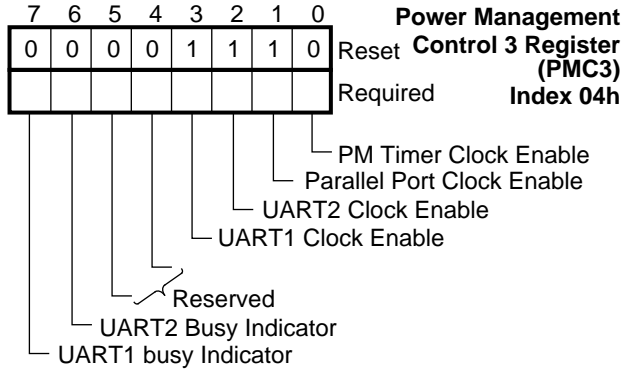 7 6 5 4 3 2 1 0
Power Management
0 0 0 0 1 1 1 0 Reset
Control 3 Register
(PMC3)
Required
Index 04h
PM Timer Clock Enable
Parallel Port Clock Enable
UART2 Clock Enable
UART1 Clock Enable
Reserved
UART2 Busy Indicator
UART1 busy Indicator